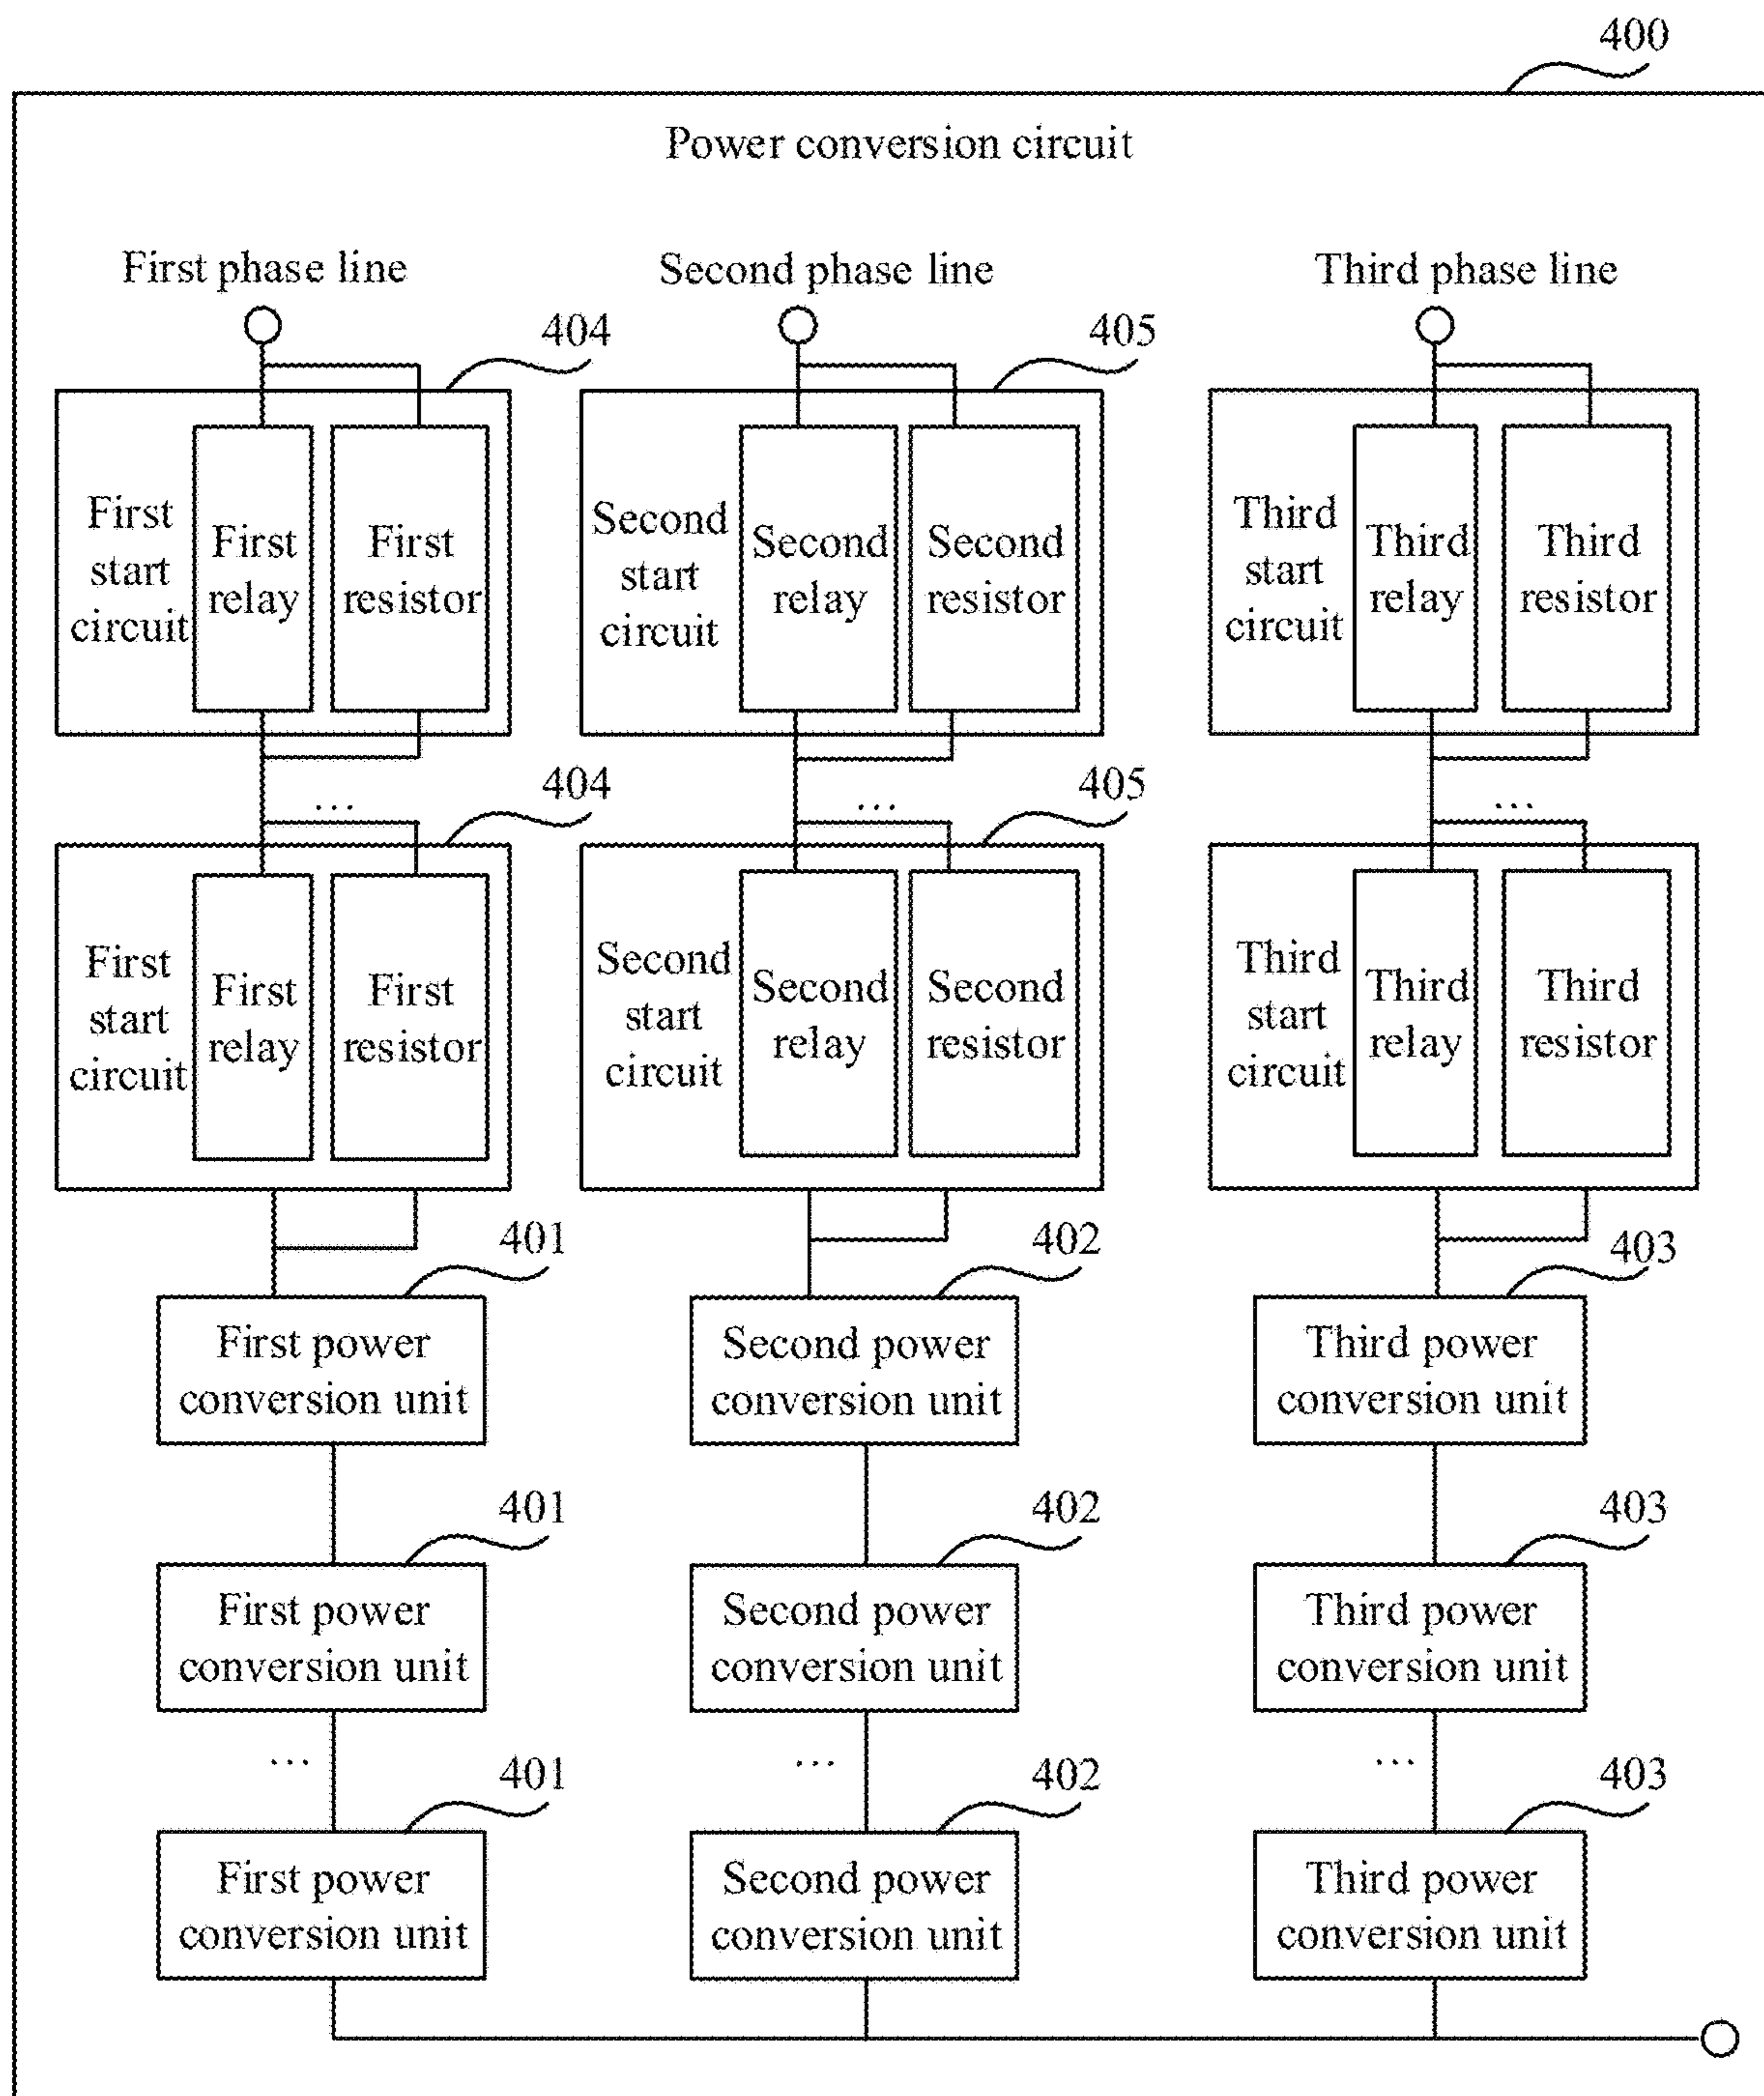 400
Power conversion circuit
First phase line
Second phase line
Third phase line
404
405
First
start
circuit
First
relay
First
resistor
Second
start
circuit
Second
relay
Second
resistor
Third
start
circuit
Third
relay
Third
resistor
...
404
...
405
...
First
start
circuit
First
relay
First
resistor
Second
start
circuit
Second
relay
Second
resistor
Third
start
circuit
Third
relay
Third
resistor
401
402
403
First power
conversion unit
Second power
conversion unit
Third power
conversion unit
401
402
403
First power
conversion unit
Second power
conversion unit
Third power
conversion unit
...
401
...
402
...
403
First power
conversion unit
Second power
conversion unit
Third power
conversion unit